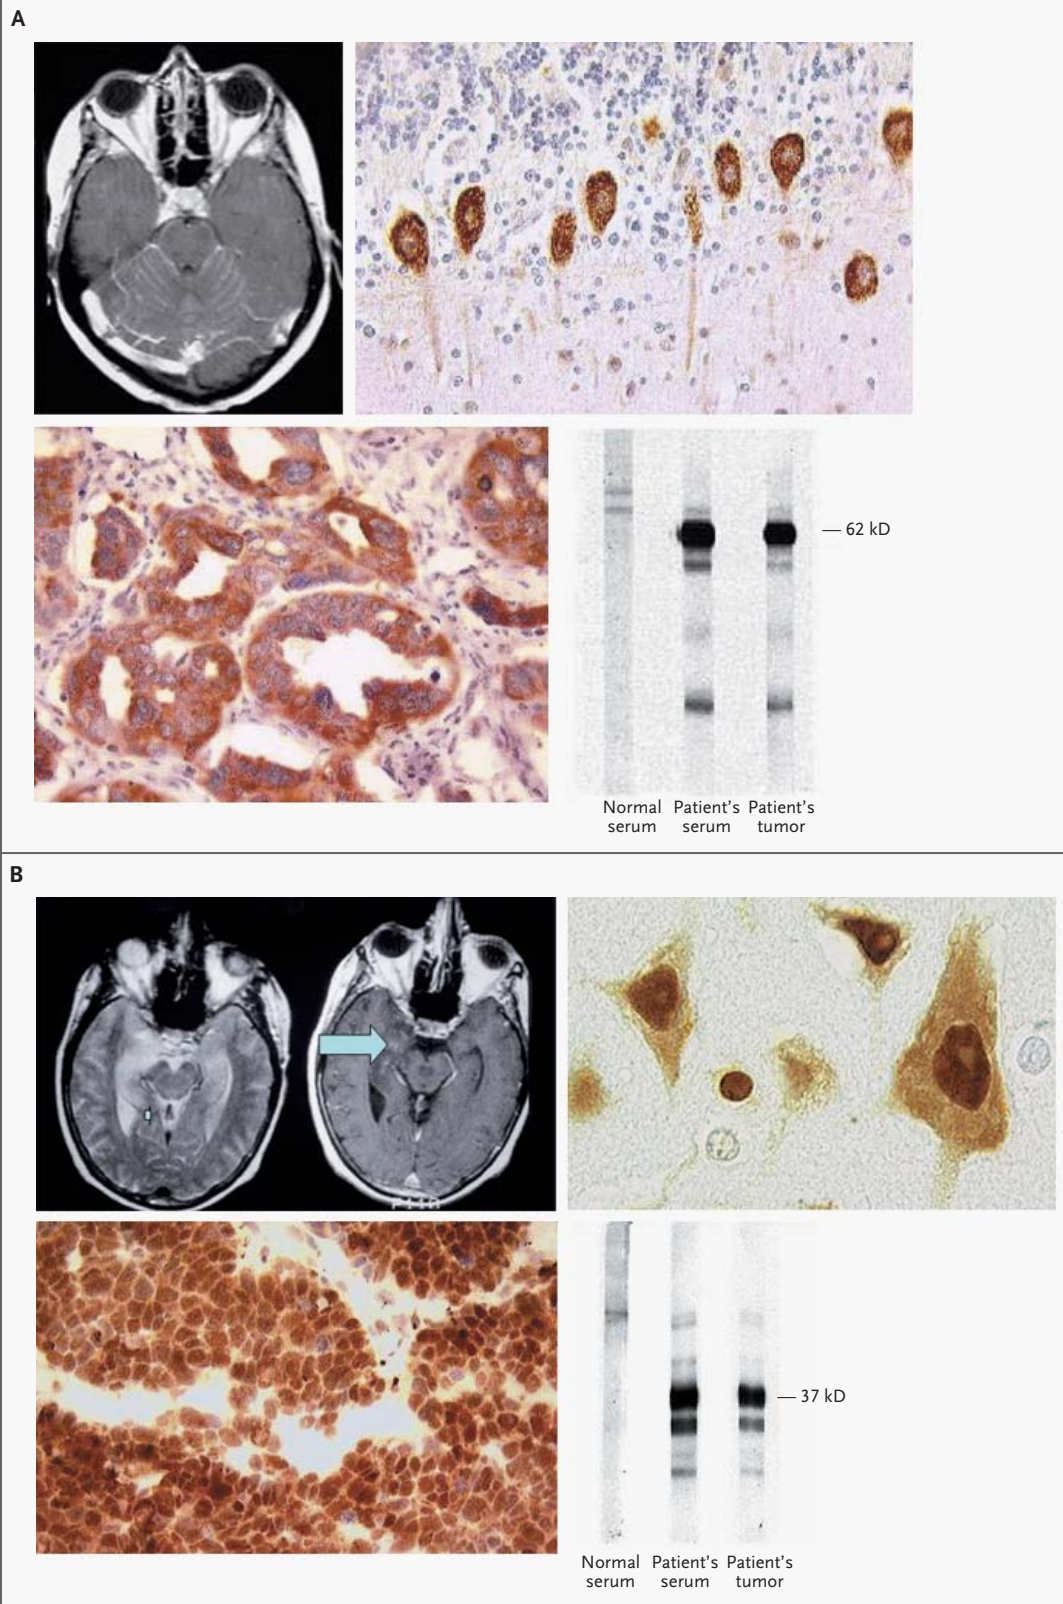 A
— 62 kD
Normal serum
Patient's serum
Patient's tumor
B
— 37 kD
Normal serum
Patient's serum
Patient's tumor